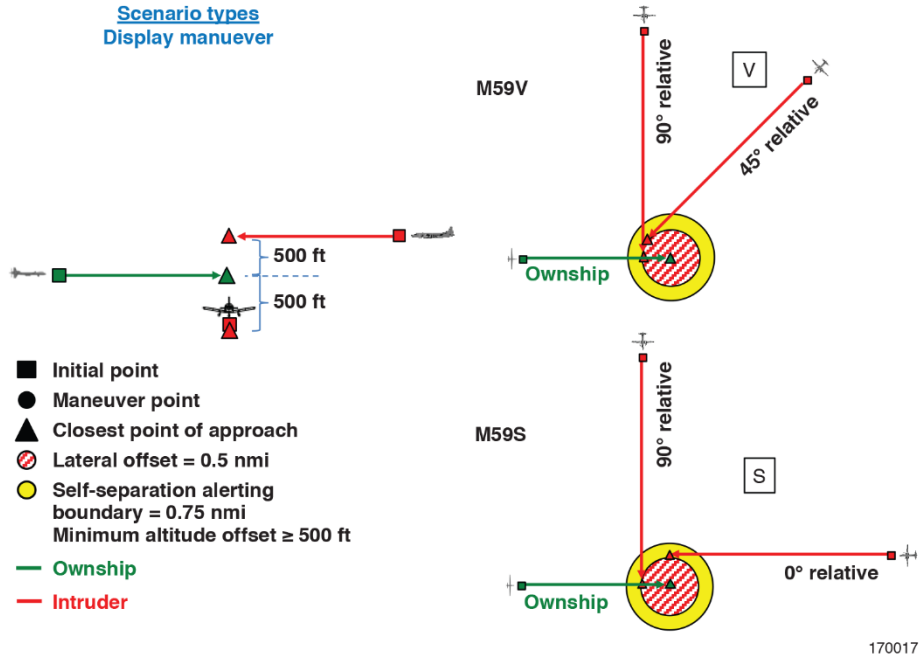 Scenario types
Display manuever
500 ft
500 ft
Initial point
Maneuver point
Closest point of approach
Lateral offset = 0.5 nmi
Self-separation alerting
boundary = 0.75 nmi
Minimum altitude offset ≥ 500 ft
Ownship
Intruder
M59V
90° relative
V
45° relative
Ownship
M59S
90° relative
S
0° relative
Ownship
170017